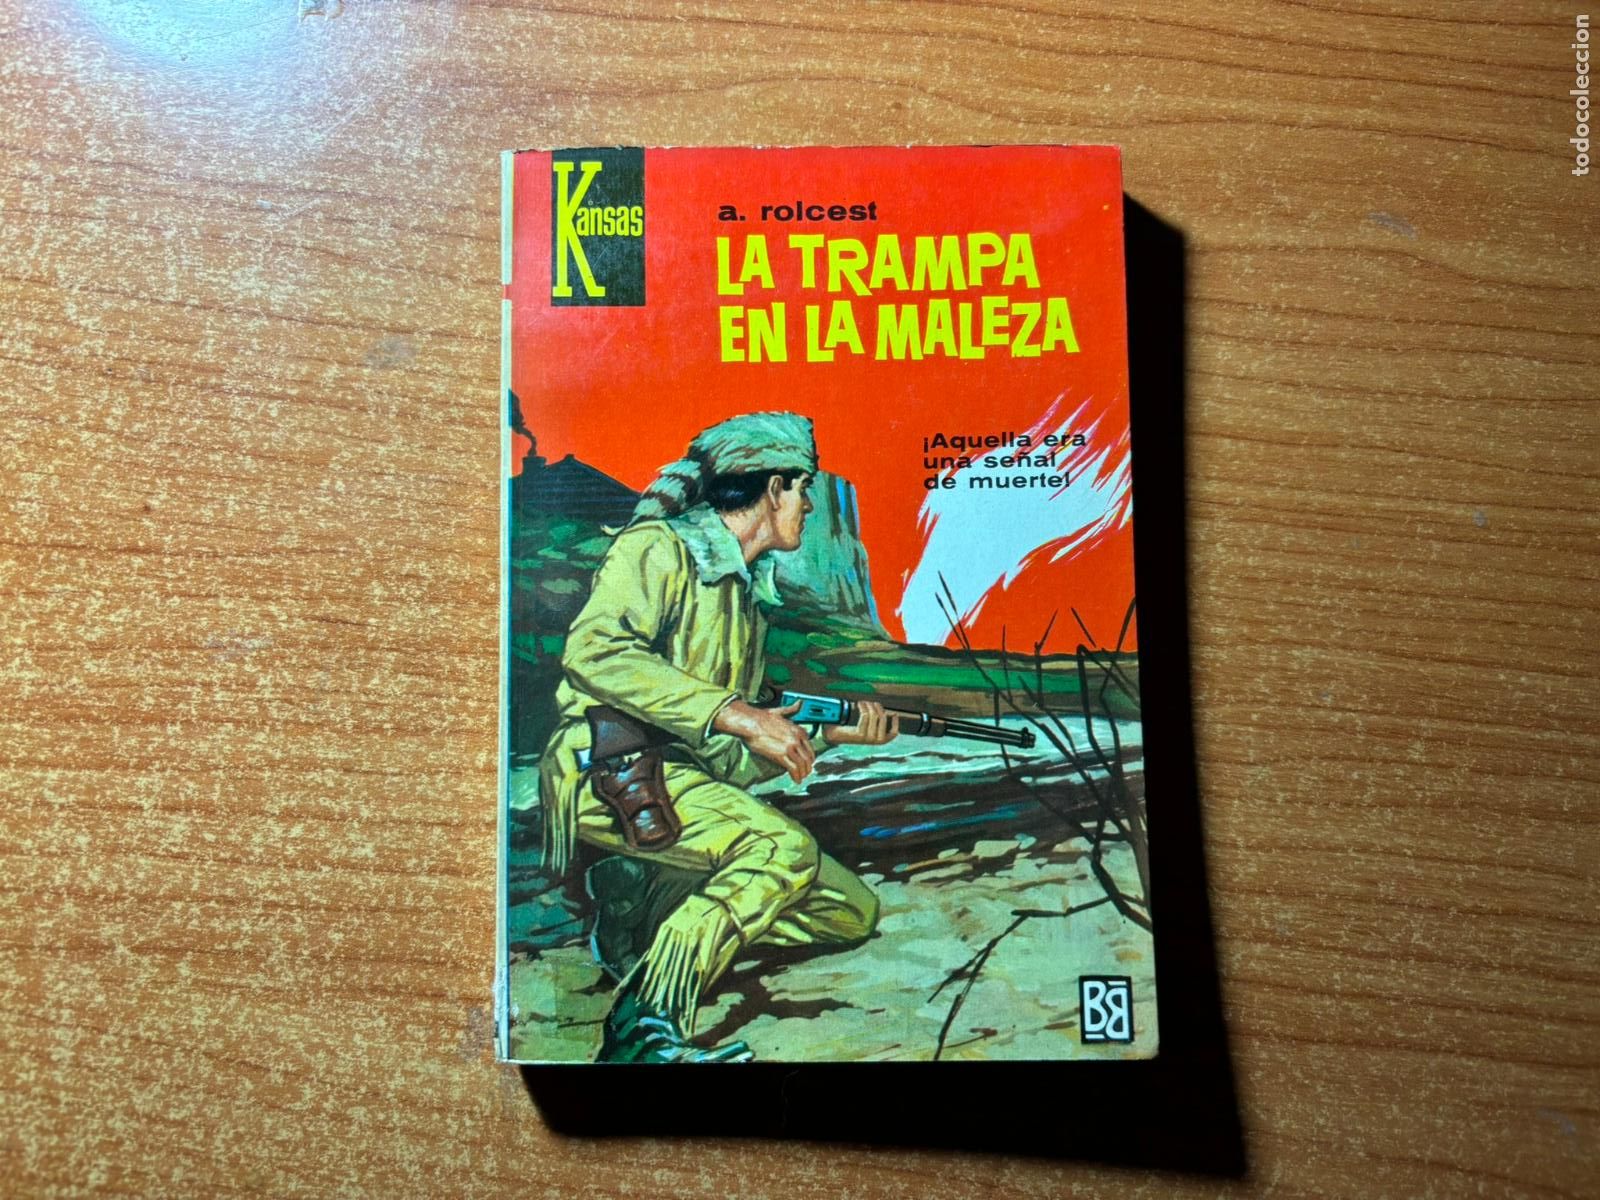 Kansas
a. rolcest
LA TRAMPA
EN LA MALEZA
¡Aquella era
una señal
de muerte!
BB
todocoleccion